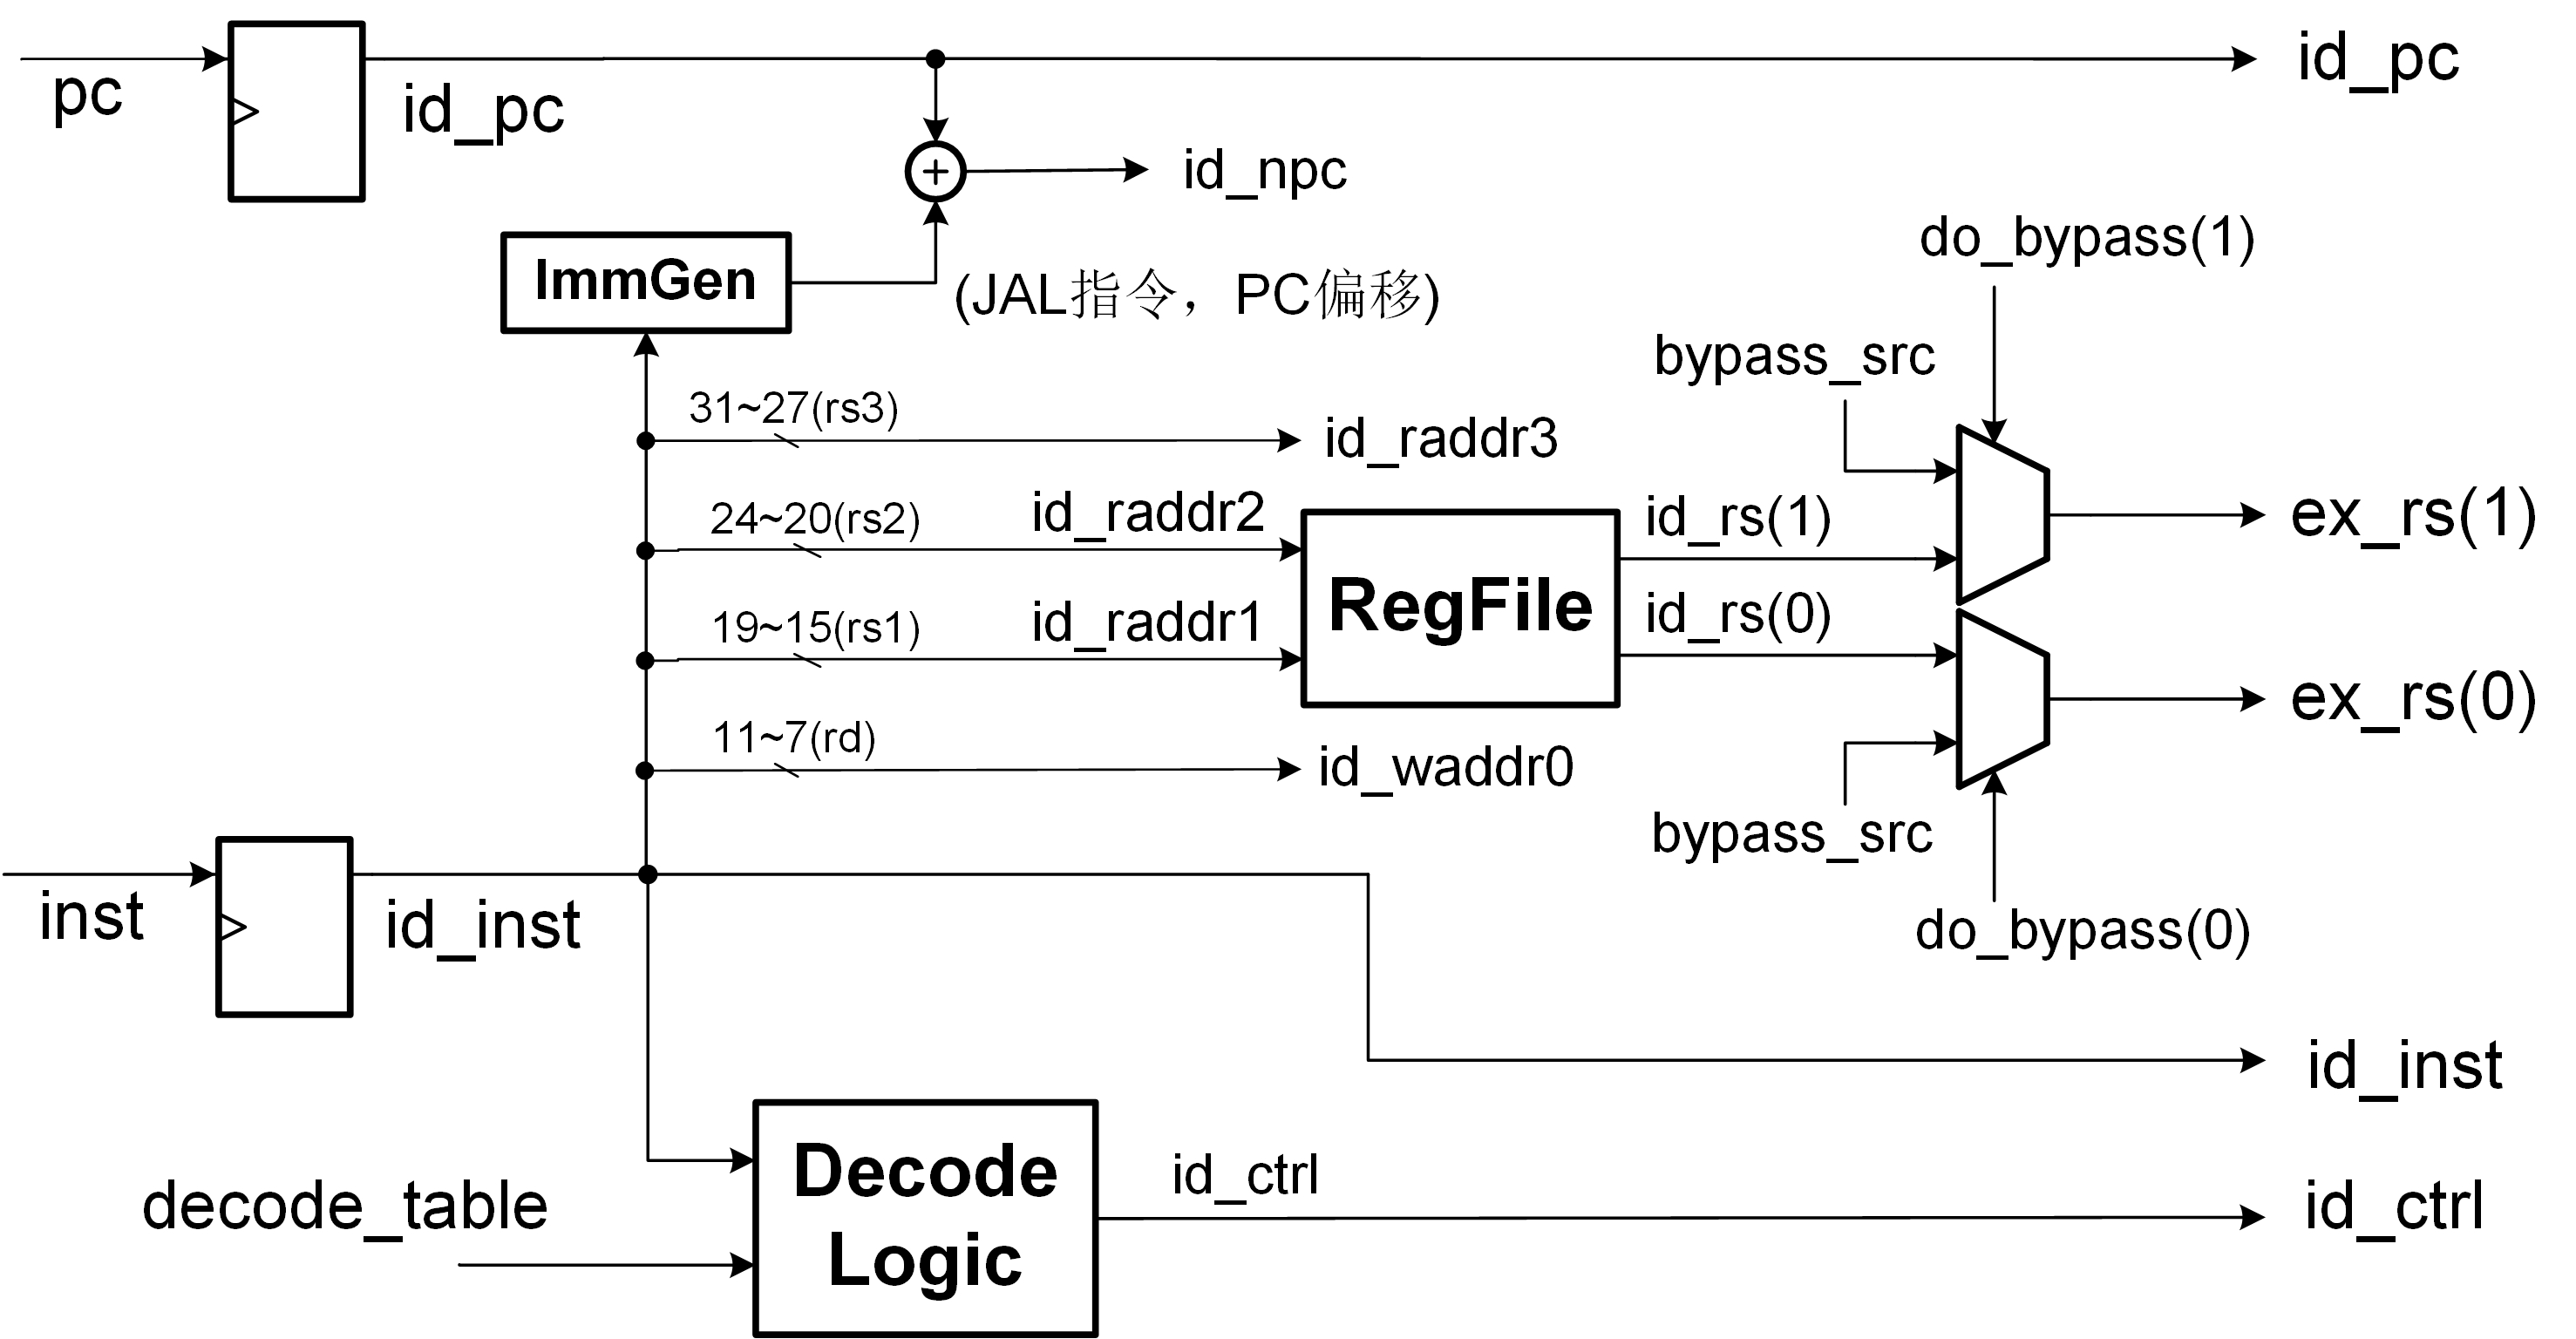 pc
id_pc
id_pc
+
id_npc
ImmGen
(JAL指令，PC偏移)
do_bypass(1)
bypass_src
31~27(rs3)
id_raddr3
24~20(rs2)
id_raddr2
id_rs(1)
ex_rs(1)
RegFile
19~15(rs1)
id_raddr1
id_rs(0)
ex_rs(0)
11~7(rd)
id_waddr0
bypass_src
do_bypass(0)
inst
id_inst
id_inst
Decode
Logic
decode_table
id_ctrl
id_ctrl